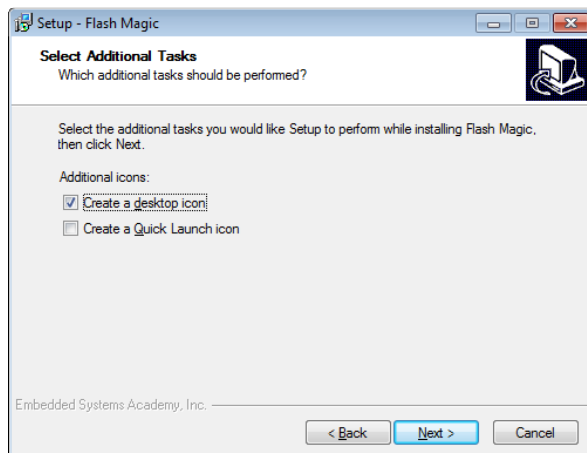 Setup - Flash Magic
Select Additional Tasks
Which additional tasks should be performed?
Select the additional tasks you would like Setup to perform while installing Flash Magic,
then click Next.
Additional icons:
Create a desktop icon
Create a Quick Launch icon
Embedded Systems Academy, Inc.
< Back Next > Cancel